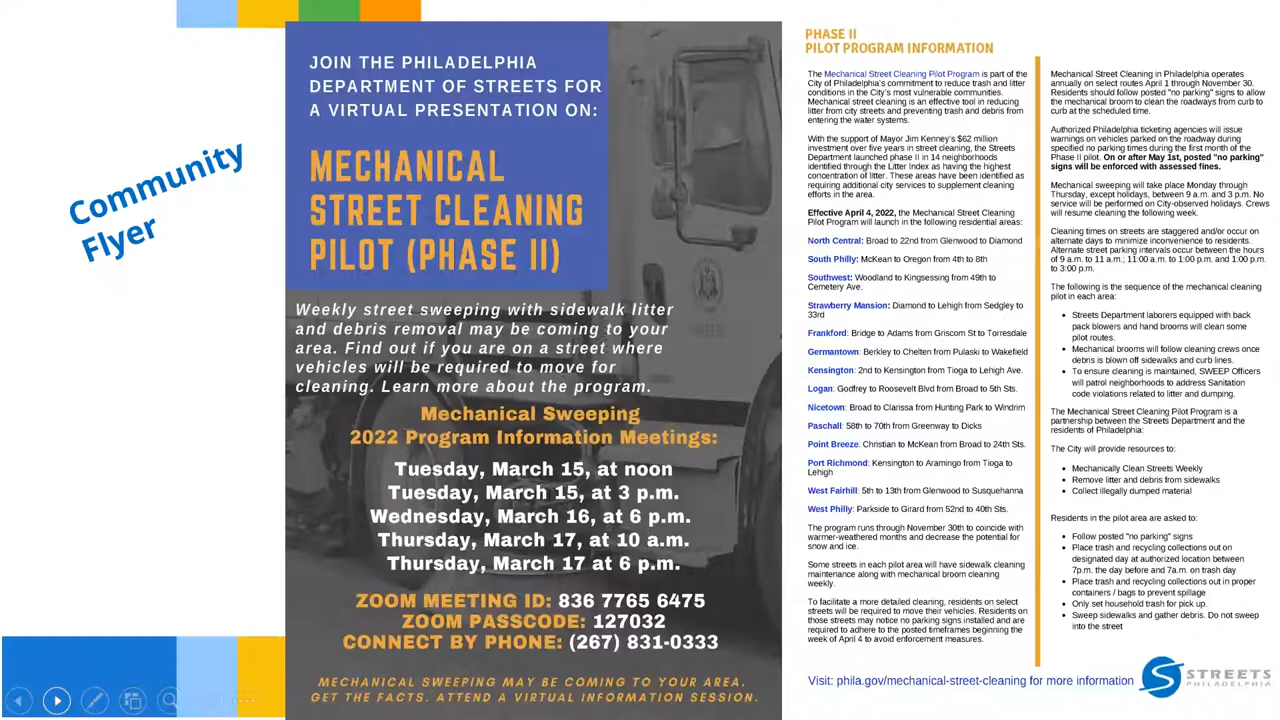 Community
Flyer
JOIN THE PHILADELPHIA
DEPARTMENT OF STREETS FOR
A VIRTUAL PRESENTATION ON:
MECHANICAL
STREET CLEANING
PILOT (PHASE II)
Weekly street sweeping with sidewalk litter
and debris removal may be coming to your
area. Find out if you are on a street where
vehicles will be required to move for
cleaning. Learn more about the program.
Mechanical Sweeping
2022 Program Information Meetings:
Tuesday, March 15, at noon
Tuesday, March 15, at 3 p.m.
Wednesday, March 16, at 6 p.m.
Thursday, March 17, at 10 a.m.
Thursday, March 17 at 6 p.m.
ZOOM MEETING ID: 836 7765 6475
ZOOM PASSCODE: 127032
CONNECT BY PHONE: (267) 831-0333
MECHANICAL SWEEPING MAY BE COMING TO YOUR AREA.
GET THE FACTS. ATTEND A VIRTUAL INFORMATION SESSION.
PHASE II
PILOT PROGRAM INFORMATION
The Mechanical Street Cleaning Pilot Program is part of the
City of Philadelphia's commitment to reduce trash and litter
conditions in the City's most vulnerable communities.
Mechanical street cleaning is an effective tool in reducing
litter from city streets and preventing trash and debris from
entering the water systems.
With the support of Mayor Jim Kenney's $62 million
investment over five years in street cleaning, the Streets
Department launched phase II in 14 neighborhoods
identified through the Litter Index as having the highest
concentration of litter. These areas have been identified as
requiring additional city services to supplement cleaning
efforts in the area.
Effective April 4, 2022, the Mechanical Street Cleaning
Pilot Program will launch in the following residential areas:
North Central: Broad to 22nd from Glenwood to Diamond
South Philly: McKean to Oregon from 4th to 8th
Southwest: Woodland to Kingsessing from 49th to
Cemetery Ave.
Strawberry Mansion: Diamond to Lehigh from Sedgley to
33rd
Frankford: Bridge to Adams from Griscom St to Torresdale
Germantown: Berkley to Chelten from Pulaski to Wakefield
Kensington: 2nd to Kensington from Tioga to Lehigh Ave.
Logan: Godfrey to Roosevelt Blvd from Broad to 5th Sts.
Nicetown: Broad to Clarissa from Hunting Park to Windrim
Paschall: 58th to 70th from Greenway to Dicks
Point Breeze: Christian to McKean from Broad to 24th Sts.
Port Richmond: Kensington to Aramingo from Tioga to
Lehigh
West Fairhill: 5th to 13th from Glenwood to Susquehanna
West Philly: Parkside to Girard from 52nd to 40th Sts.
The program runs through November 30th to coincide with
warmer-weathered months and decrease the potential for
snow and ice.
Some streets in each pilot area will have sidewalk cleaning
maintenance along with mechanical broom cleaning
weekly.
To facilitate a more detailed cleaning, residents on select
streets will be required to move their vehicles. Residents on
those streets may notice no parking signs installed and are
required to adhere to the posted timeframes beginning the
week of April 4 to avoid enforcement measures.
Mechanical Street Cleaning in Philadelphia operates
annually on select routes April 1 through November 30.
Residents should follow posted "no parking" signs to allow
the mechanical broom to clean the roadways from curb to
curb at the scheduled time.
Authorized Philadelphia ticketing agencies will issue
warnings on vehicles parked on the roadway during
specified no parking times during the first month of the
Phase II pilot. On or after May 1st, posted "no parking"
signs will be enforced with assessed fines.
Mechanical sweeping will take place Monday through
Thursday, except holidays, between 9 a.m. and 3 p.m. No
service will be performed on City-observed holidays. Crews
will resume cleaning the following week.
Cleaning times on streets are staggered and/or occur on
alternate days to minimize inconvenience to residents.
Alternate street parking intervals occur between the hours
of 9 a.m. to 11 a.m.; 11:00 a.m. to 1:00 p.m. and 1:00 p.m.
to 3:00 p.m.
The following is the sequence of the mechanical cleaning
pilot in each area:
• Streets Department laborers equipped with back
pack blowers and hand brooms will clean some
pilot routes.
• Mechanical brooms will follow cleaning crews once
debris is blown off sidewalks and curb lines.
• To ensure cleaning is maintained, SWEEP Officers
will patrol neighborhoods to address Sanitation
code violations related to litter and dumping.
The Mechanical Street Cleaning Pilot Program is a
partnership between the Streets Department and the
residents of Philadelphia:
The City will provide resources to:
• Mechanically Clean Streets Weekly
• Remove litter and debris from sidewalks
• Collect illegally dumped material
Residents in the pilot area are asked to:
• Follow posted "no parking" signs
• Place trash and recycling collections out on
designated day at authorized location between
7p.m. the day before and 7a.m. on trash day
• Place trash and recycling collections out in proper
containers / bags to prevent spillage
• Only set household trash for pick up.
• Sweep sidewalks and gather debris. Do not sweep
into the street
Visit: phila.gov/mechanical-street-cleaning for more information
STREETS
PHILADELPHIA